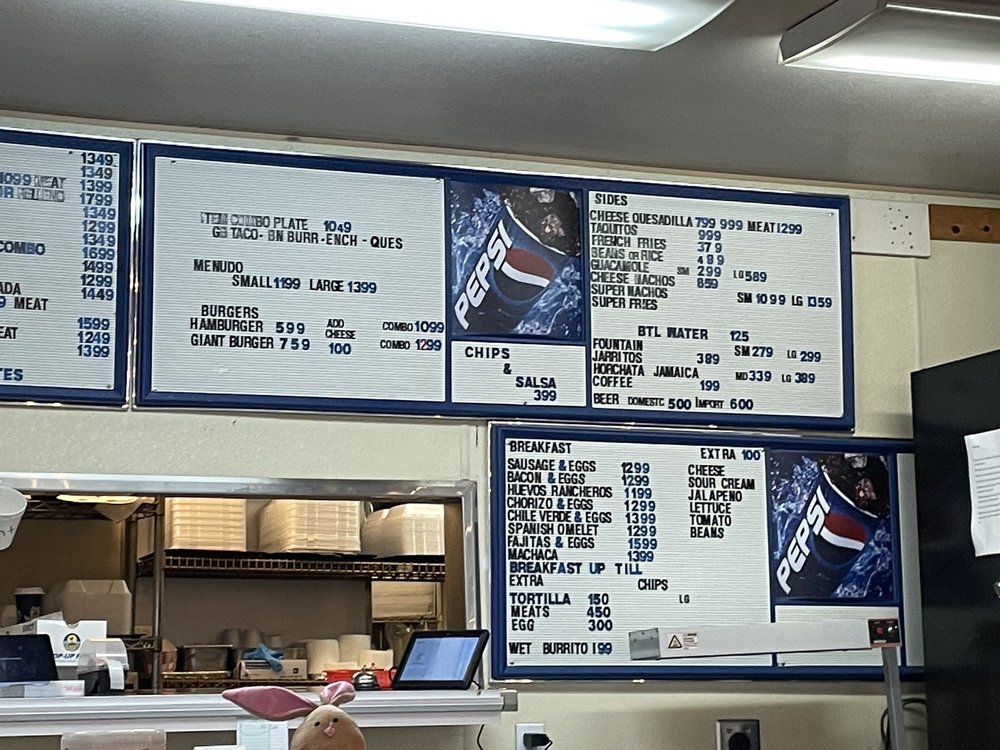 1349
1349
1099 MEAT 1399
1799
1349
1299
1349
COMBO 1699
1499
1299
1449
MEAT
1599
1249
1399
COMBO PLATE 1049
TACO- BN BURR -ENCH - QUES
MENUDO
SMALL 1199 LARGE 1399
BURGERS
HAMBURGER 599 ADD CHEESE 100 COMBO 1099
GIANT BURGER 759 COMBO 1299
PEPSI
CHIPS
&
SALSA
399
SIDES
CHEESE QUESADILLA 799 999 MEAT 1299
TAQUITOS 999
FRENCH FRIES 379
BEANS OR RICE 489
GUACAMOLE SM 299 LG 589
CHEESE NACHOS 859
SUPER NACHOS SM 1099 LG 1359
SUPER FRIES
BTL WATER 125
FOUNTAIN SM 279 LG 299
JARRITOS 389
HORCHATA JAMAICA MD 339 LG 389
COFFEE 199
BEER DOMESTC 500 IMPORT 600
BREAKFAST
SAUSAGE & EGGS 1299
BACON & EGGS 1299
HUEVOS RANCHEROS 1199
CHORIZO & EGGS 1299
CHILE VERDE & EGGS 1399
SPANISH OMELET 1299
FAJITAS & EGGS 1599
MACHACA 1399
BREAKFAST UP TILL
EXTRA CHIPS
TORTILLA 150 LG
MEATS 450
EGG 300
WET BURRITO 199
EXTRA 100
CHEESE
SOUR CREAM
JALAPENO
LETTUCE
TOMATO
BEANS
PEPSI